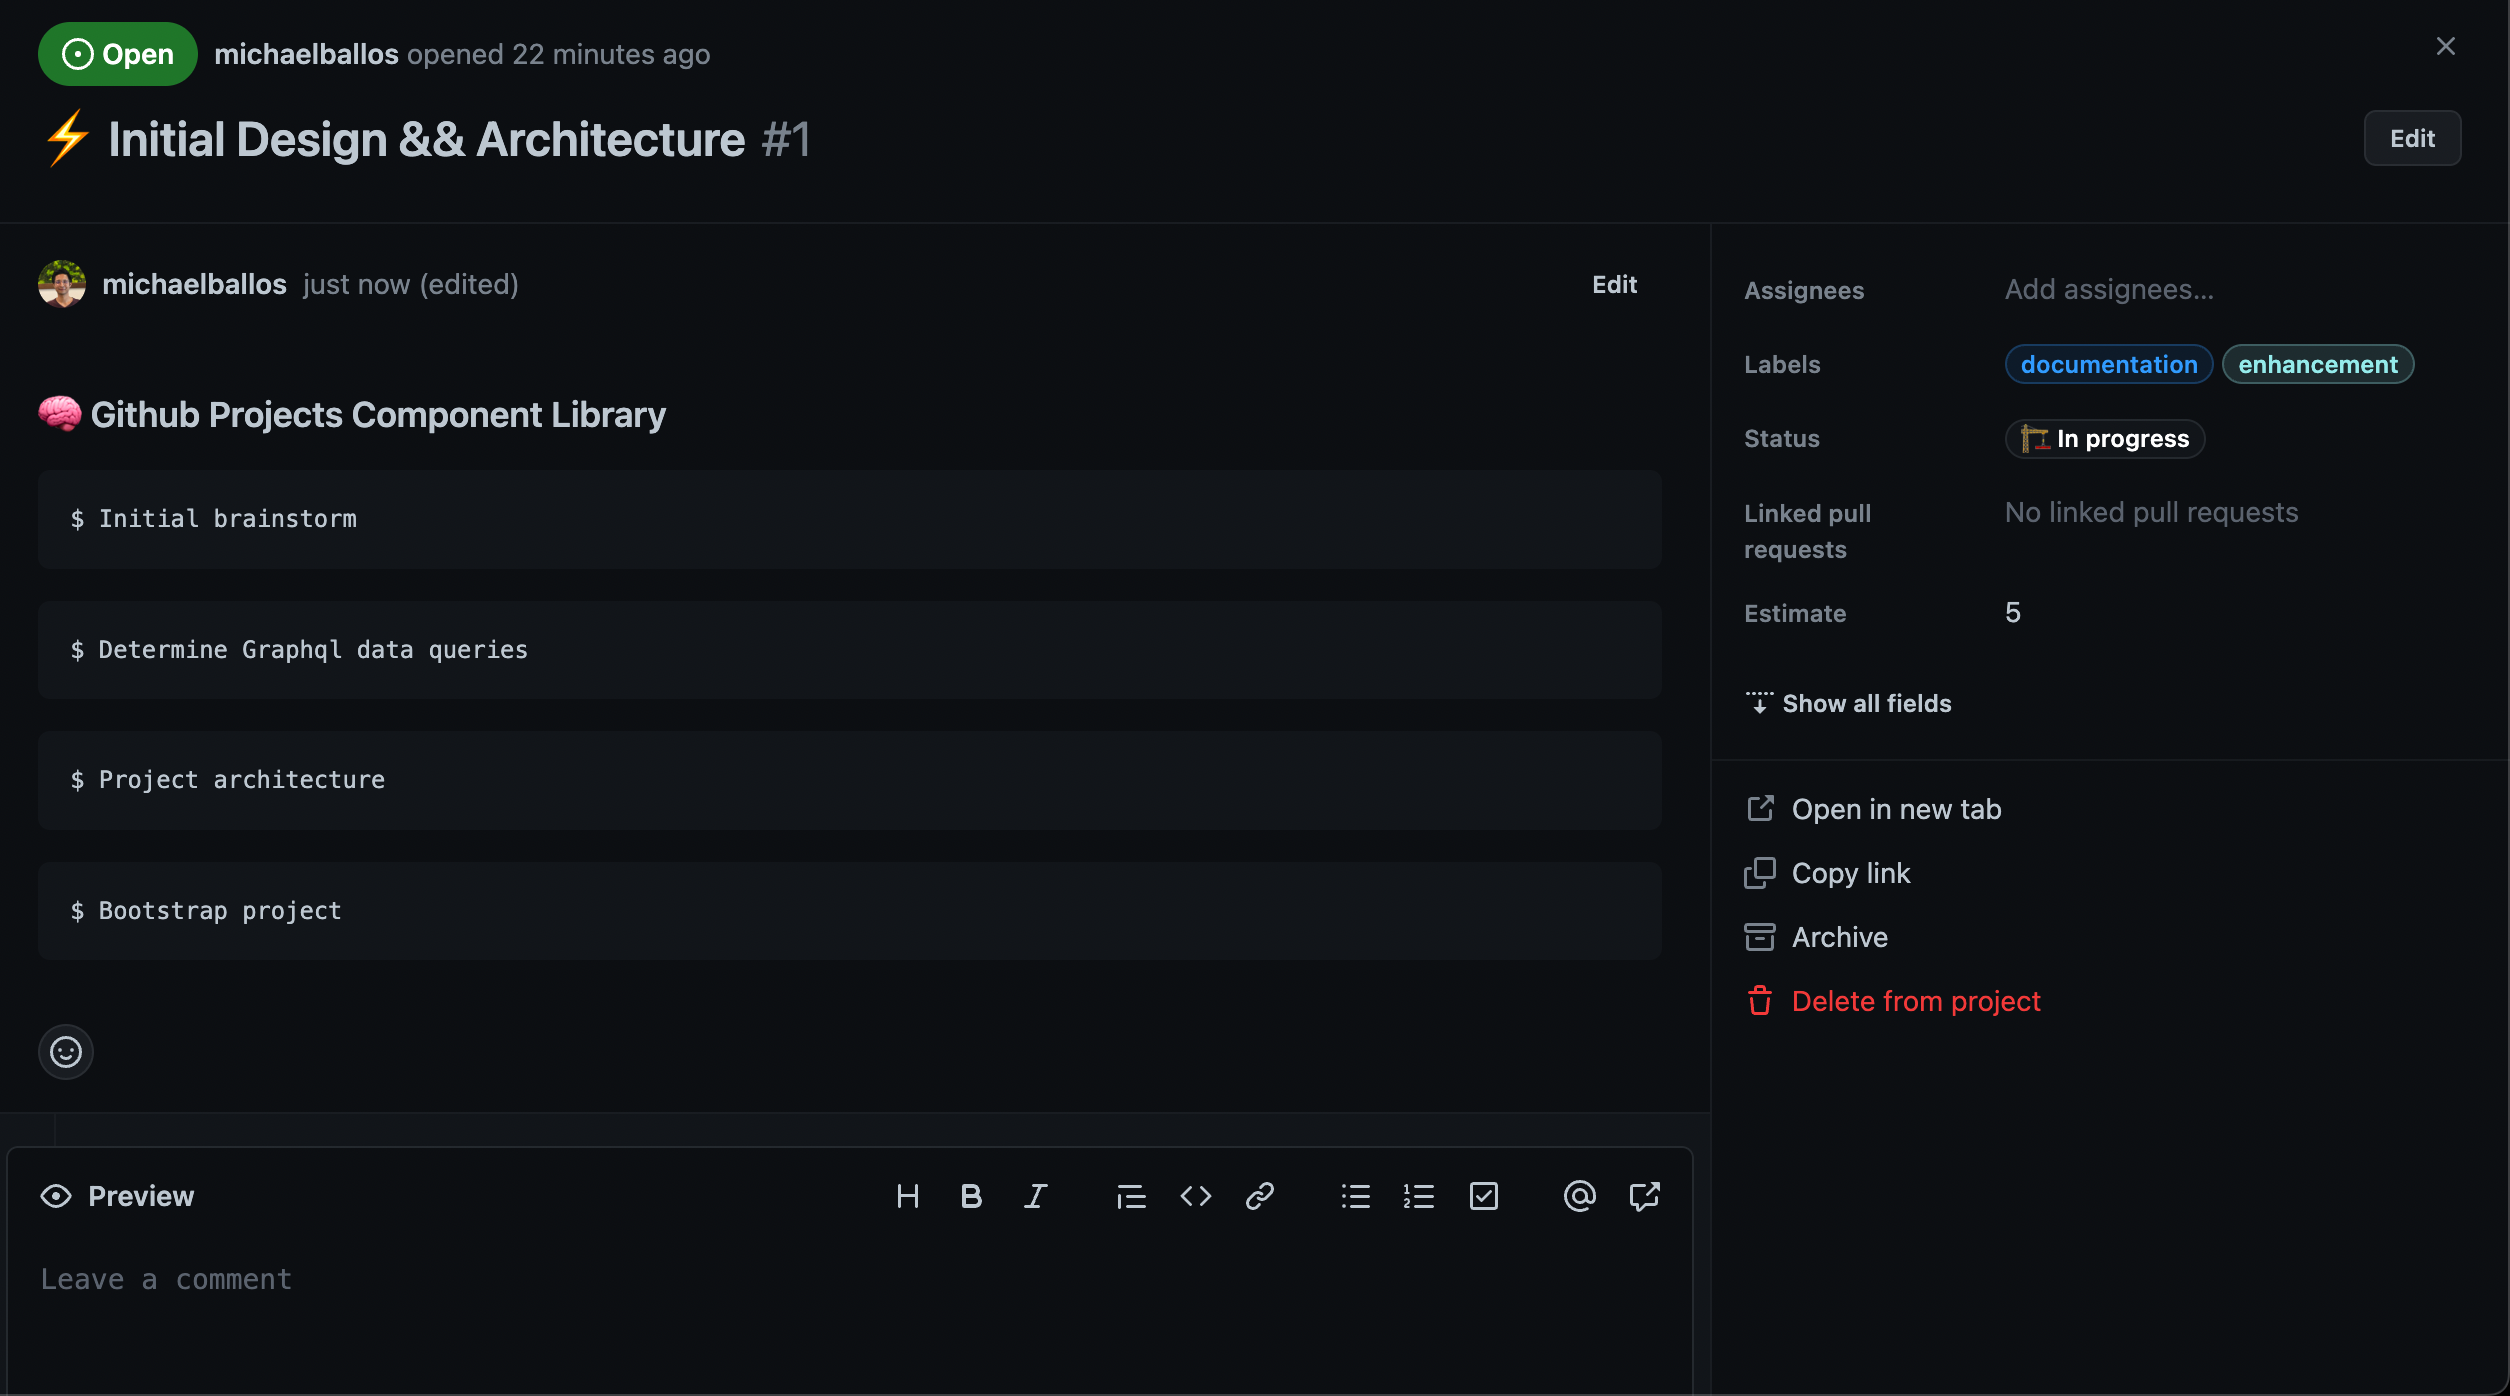 Open michaelballos opened 22 minutes ago
⚡ Initial Design && Architecture #1
Edit
michaelballos just now (edited)
Edit
🧠 Github Projects Component Library
$ Initial brainstorm
$ Determine Graphql data queries
$ Project architecture
$ Bootstrap project
Preview
Leave a comment
Assignees Add assignees...
Labels documentation enhancement
Status 🏗 In progress
Linked pull No linked pull requests
requests
Estimate 5
Show all fields
Open in new tab
Copy link
Archive
Delete from project